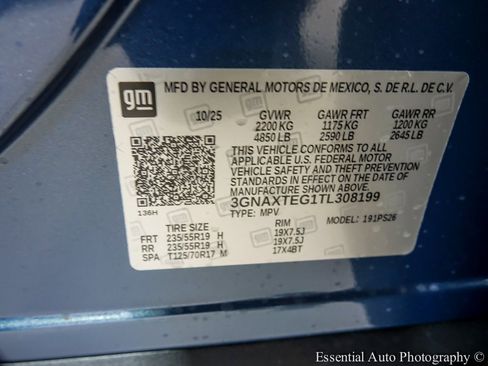 gm
MFD BY GENERAL MOTORS DE MEXICO, S. DE R.L. DE C.V.
10/25 GVWR GAWR FRT GAWR RR
2200 KG 1175 KG 1200 KG
4850 LB 2590 LB 2645 LB
THIS VEHICLE CONFORMS TO ALL
APPLICABLE U.S. FEDERAL MOTOR
VEHICLE SAFETY AND THEFT PREVENTION
STANDARDS IN EFFECT ON THE DATE OF
MANUFACTURE SHOWN ABOVE.
3GNAXTEG1TL308199
TYPE: MPV MODEL: 191PS26
136H
TIRE SIZE RIM
FRT 235/55R19 H 19X7.5J
RR 235/55R19 H 19X7.5J
SPA T125/70R17 M 17X4BT
Essential Auto Photography ©